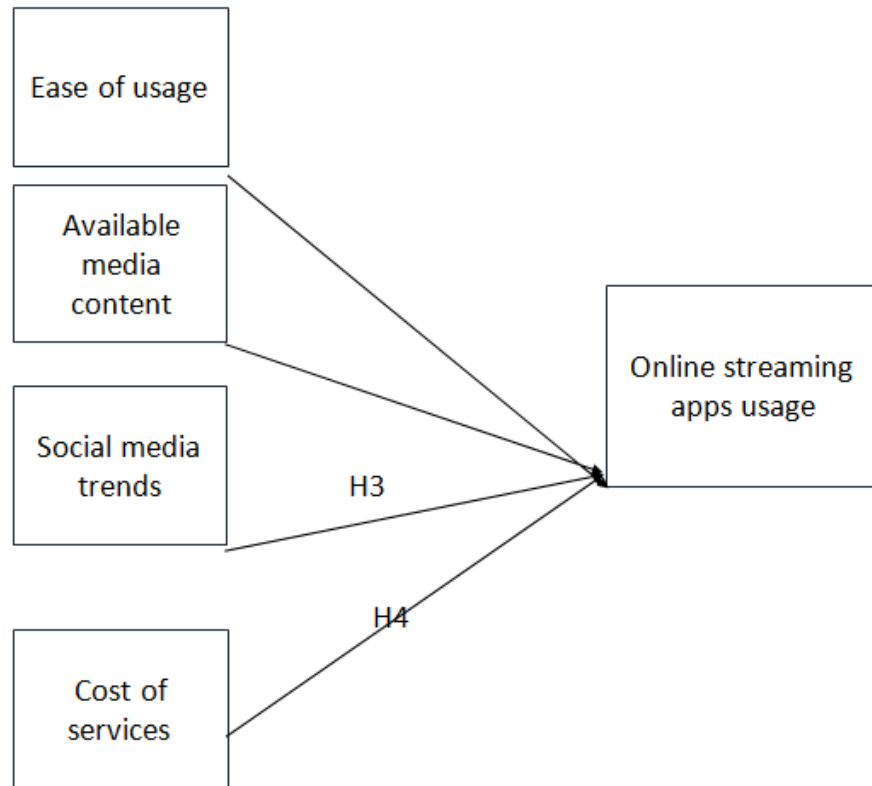 Ease of usage
Available
media
content
Social media
trends
Cost of
services
H3
H4
Online streaming
apps usage